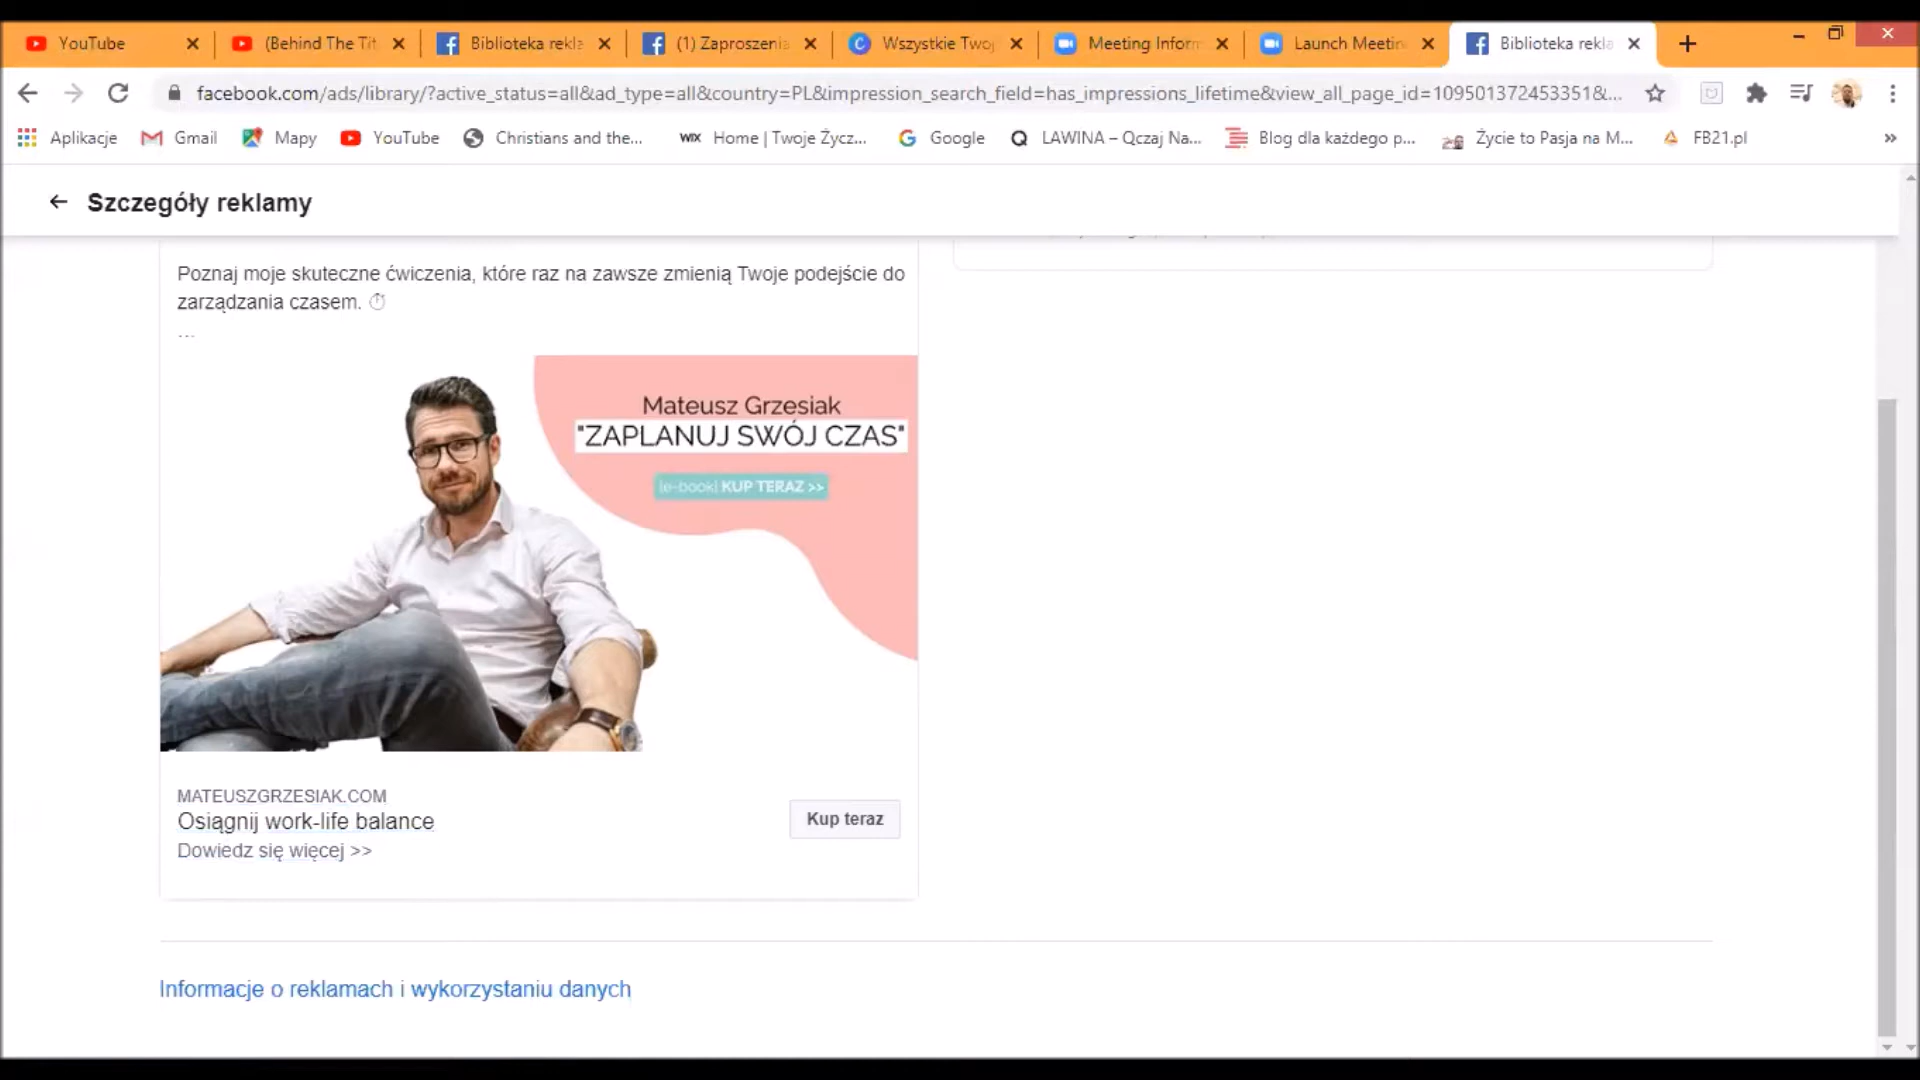 YouTube
(Behind The Tit
Biblioteka rekla
(1) Zaproszenia
Wszystkie Twoj
Meeting Inform
Launch Meetin
Biblioteka rekla
facebook.com/ads/library/?active_status=all&ad_type=all&country=PL&impression_search_field=has_impressions_lifetime&view_all_page_id=109501372453351&...
Aplikacje
Gmail
Mapy
YouTube
Christians and the...
WIX Home | Twoje Życz...
Google
LAWINA – Qczaj Na...
Blog dla każdego p...
Życie to Pasja na M...
FB21.pl
»
Szczegóły reklamy
Poznaj moje skuteczne ćwiczenia, które raz na zawsze zmienią Twoje podejście do
zarządzania czasem. ⏱
...
Mateusz Grzesiak
"ZAPLANUJ SWÓJ CZAS"
[e-book] KUP TERAZ >>
MATEUSZGRZESIAK.COM
Osiągnij work-life balance
Dowiedz się więcej >>
Kup teraz
Informacje o reklamach i wykorzystaniu danych